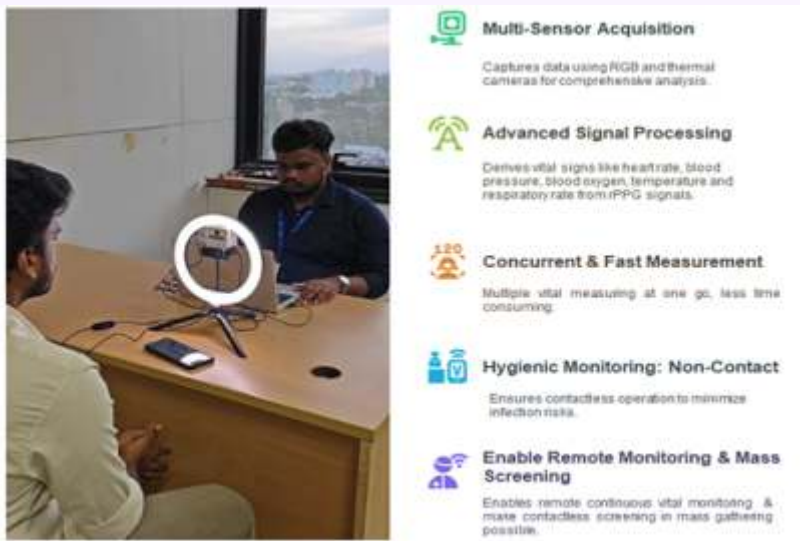 Multi-Sensor Acquisition
Captures data using RGB and thermal
cameras for comprehensive analysis.
Advanced Signal Processing
Derives vital signs like heart rate, blood
pressure, blood oxygen, temperature and
respiratory rate from rPPG signals.
120
Concurrent & Fast Measurement
Multiple vital measuring at one go, less time
consuming.
Hygienic Monitoring: Non-Contact
Ensures contactless operation to minimize
infection risks.
Enable Remote Monitoring & Mass
Screening
Enables remote continuous vital monitoring &
make contactless screening in mass gathering
possible.